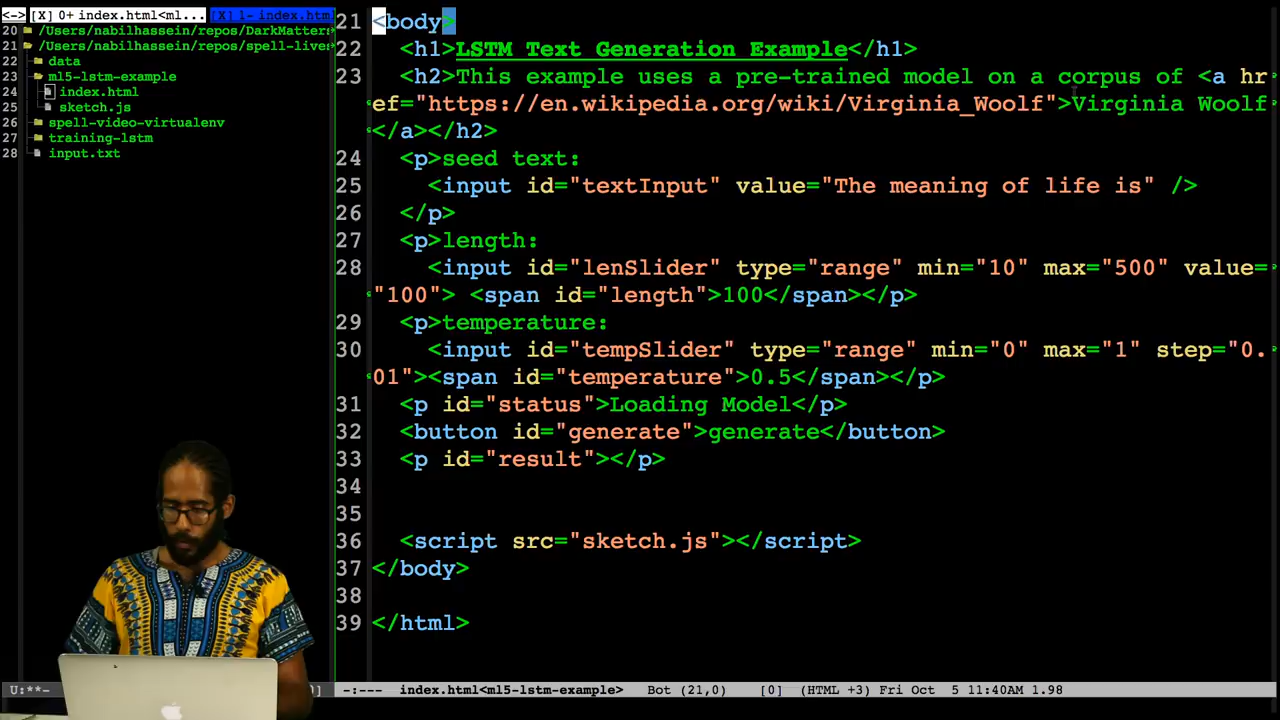 <-> [X] 0+ index.html<ml... [X] 1- index.htm
20 /Users/nabilhassein/repos/DarkMatters
21 /Users/nabilhassein/repos/spell-lives
22 data
23 ml5-lstm-example
24 index.html
25 sketch.js
26 spell-video-virtualenv
27 training-lstm
28 input.txt
21 <body>
22 <h1>LSTM Text Generation Example</h1>
23 <h2>This example uses a pre-trained model on a corpus of <a hr
ef="https://en.wikipedia.org/wiki/Virginia_Woolf">Virginia Woolf
</a></h2>
24 <p>seed text:
25 <input id="textInput" value="The meaning of life is" />
26 </p>
27 <p>length:
28 <input id="lenSlider" type="range" min="10" max="500" value=
"100"> <span id="length">100</span></p>
29 <p>temperature:
30 <input id="tempSlider" type="range" min="0" max="1" step="0.
01"><span id="temperature">0.5</span></p>
31 <p id="status">Loading Model</p>
32 <button id="generate">generate</button>
33 <p id="result"></p>
34
35
36 <script src="sketch.js"></script>
37 </body>
38
39 </html>
U:**- 0] -:--- index.html<ml5-lstm-example> Bot (21,0) [0] (HTML +3) Fri Oct 5 11:40AM 1.98